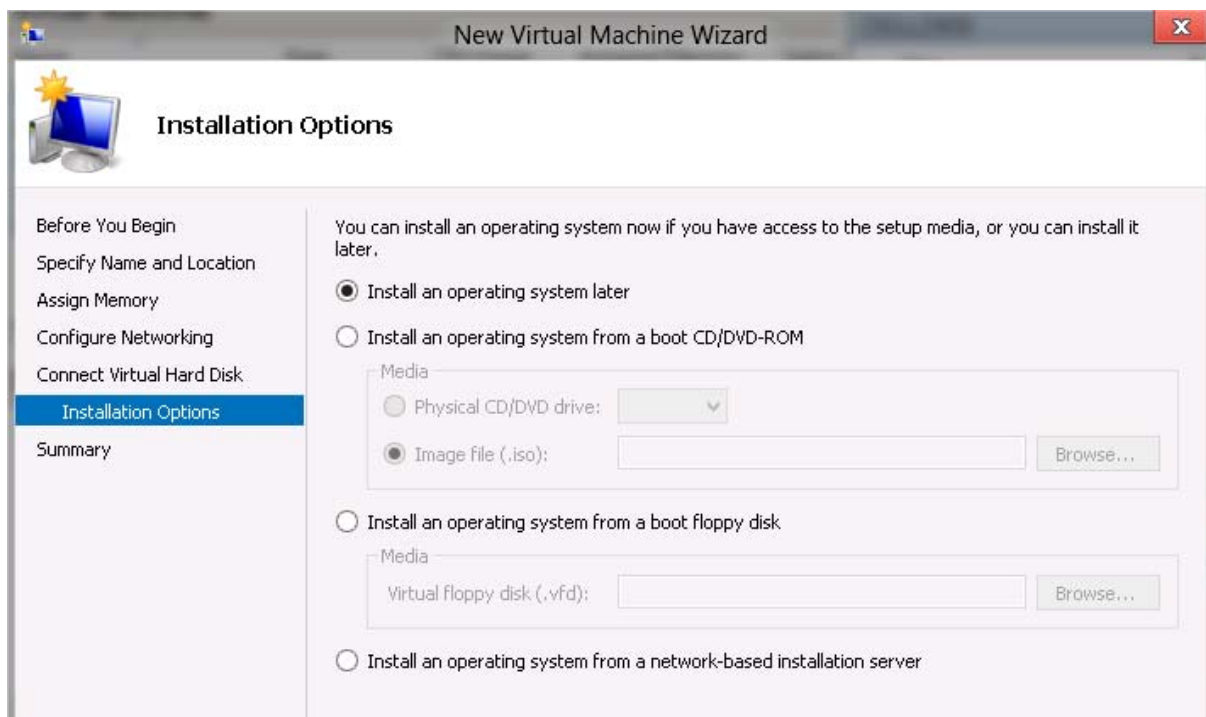 New Virtual Machine Wizard
x
Installation Options
Before You Begin
Specify Name and Location
Assign Memory
Configure Networking
Connect Virtual Hard Disk
Installation Options
Summary
You can install an operating system now if you have access to the setup media, or you can install it
later.
Install an operating system later
Install an operating system from a boot CD/DVD-ROM
Media
Physical CD/DVD drive:
Image file (.iso):
Browse...
Install an operating system from a boot floppy disk
Media
Virtual floppy disk (.vfd):
Browse...
Install an operating system from a network-based installation server